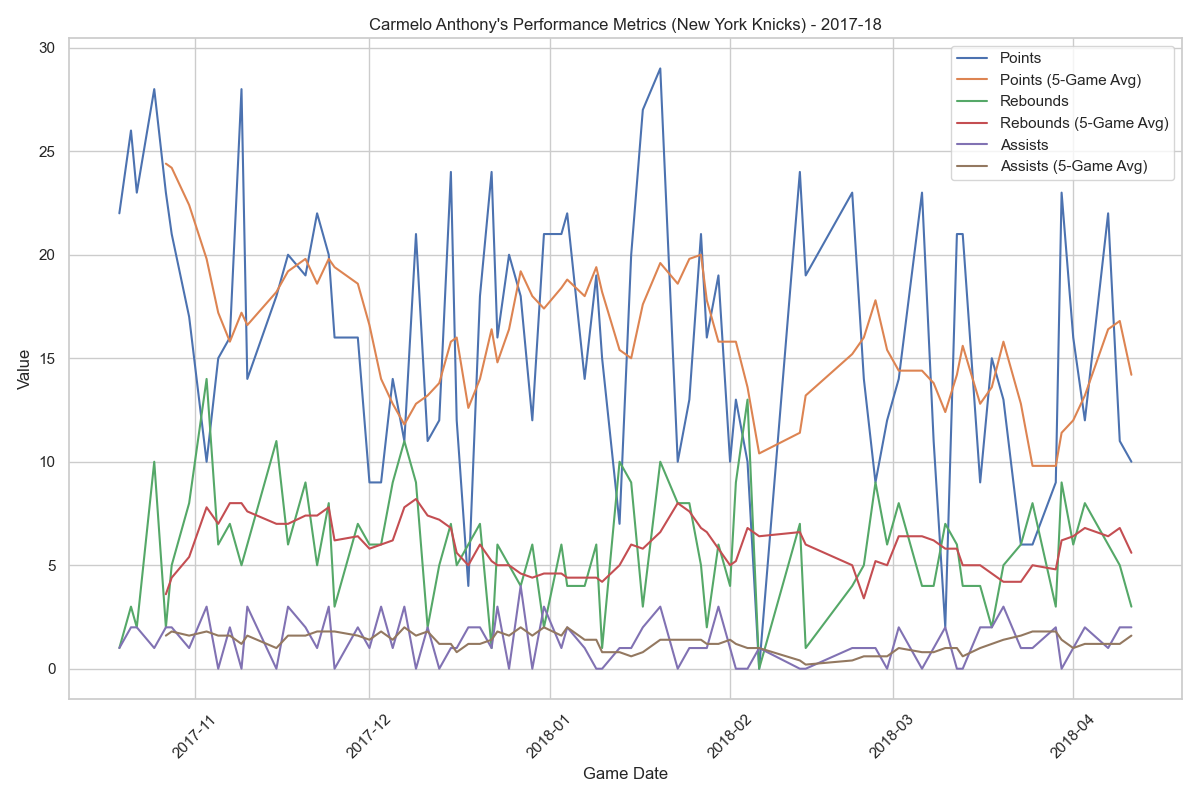 Carmelo Anthony's Performance Metrics (New York Knicks) - 2017-18
Points
Points (5-Game Avg)
Rebounds
Rebounds (5-Game Avg)
Assists
Assists (5-Game Avg)
Value
30
25
20
15
10
5
0
2017-11
2017-12
2018-01
2018-02
2018-03
2018-04
Game Date